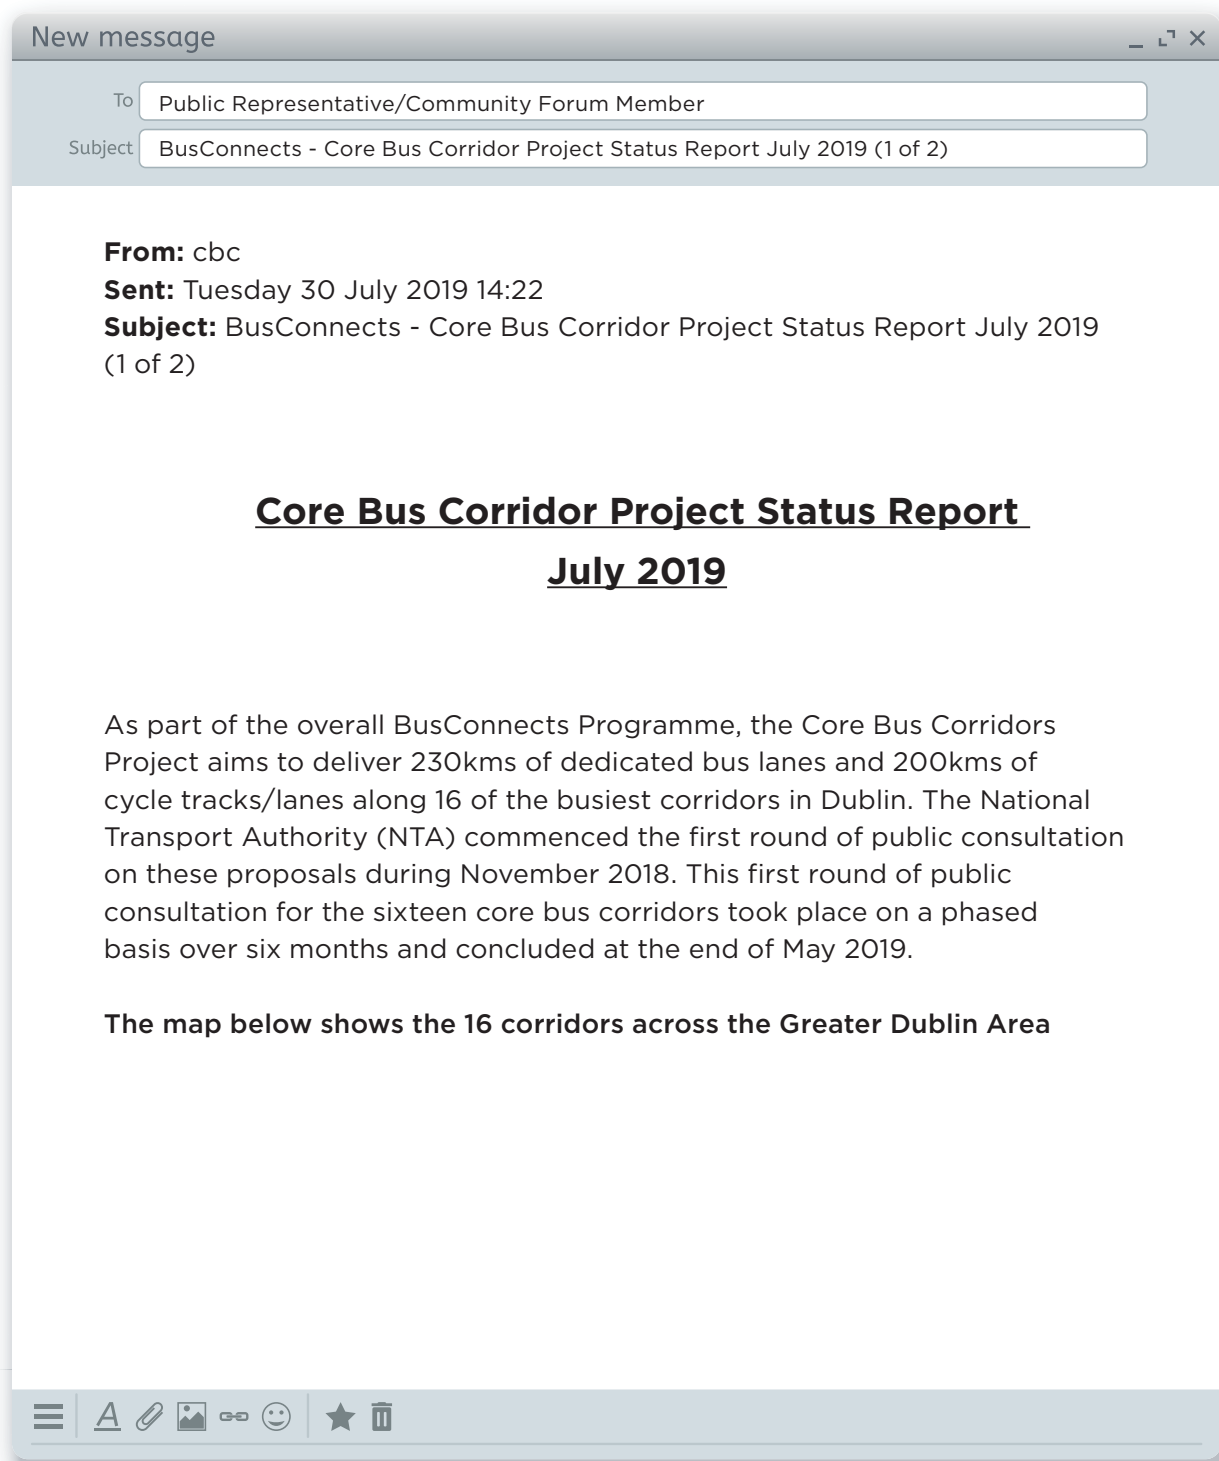 New message
To
Public Representative/Community Forum Member
Subject
BusConnects - Core Bus Corridor Project Status Report July 2019 (1 of 2)
From: cbc
Sent: Tuesday 30 July 2019 14:22
Subject: BusConnects - Core Bus Corridor Project Status Report July 2019
(1 of 2)
Core Bus Corridor Project Status Report
July 2019
As part of the overall BusConnects Programme, the Core Bus Corridors
Project aims to deliver 230kms of dedicated bus lanes and 200kms of
cycle tracks/lanes along 16 of the busiest corridors in Dublin. The National
Transport Authority (NTA) commenced the first round of public consultation
on these proposals during November 2018. This first round of public
consultation for the sixteen core bus corridors took place on a phased
basis over six months and concluded at the end of May 2019.
The map below shows the 16 corridors across the Greater Dublin Area
A